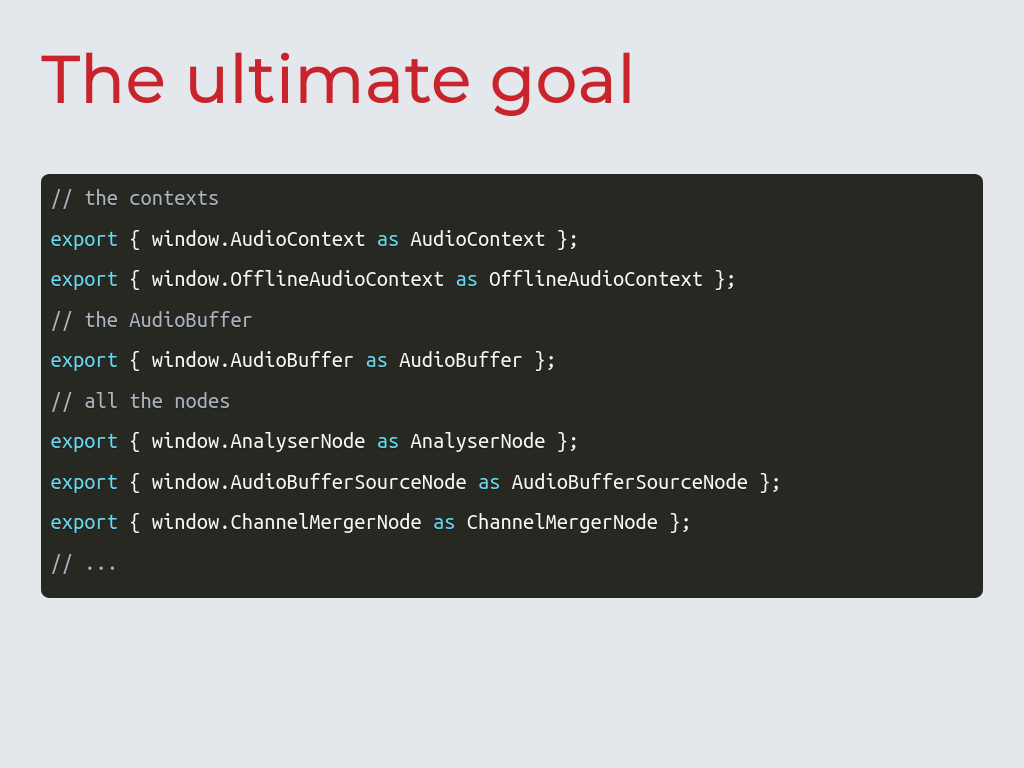 The ultimate goal
// the contexts
export { window.AudioContext as AudioContext };
export { window.OfflineAudioContext as OfflineAudioContext };
// the AudioBuffer
export { window.AudioBuffer as AudioBuffer };
// all the nodes
export { window.AnalyserNode as AnalyserNode };
export { window.AudioBufferSourceNode as AudioBufferSourceNode };
export { window.ChannelMergerNode as ChannelMergerNode };
// ...